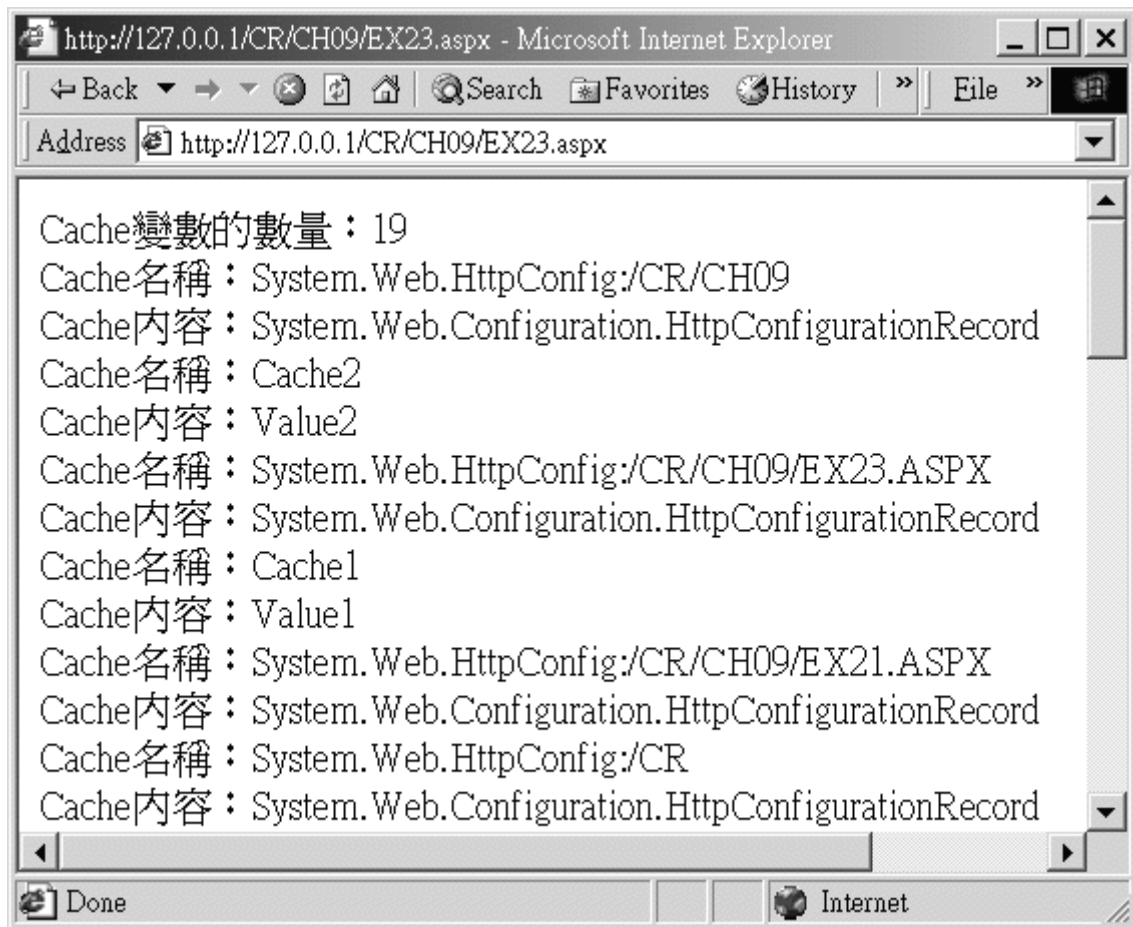 http://127.0.0.1/CR/CH09/EX23.aspx - Microsoft Internet Explorer
Back Search Favorites History » Eile »
Address http://127.0.0.1/CR/CH09/EX23.aspx
Cache變數的數量：19
Cache名稱：System.Web.HttpConfig:/CR/CH09
Cache內容：System.Web.Configuration.HttpConfigurationRecord
Cache名稱：Cache2
Cache內容：Value2
Cache名稱：System.Web.HttpConfig:/CR/CH09/EX23.ASPX
Cache內容：System.Web.Configuration.HttpConfigurationRecord
Cache名稱：Cache1
Cache內容：Value1
Cache名稱：System.Web.HttpConfig:/CR/CH09/EX21.ASPX
Cache內容：System.Web.Configuration.HttpConfigurationRecord
Cache名稱：System.Web.HttpConfig:/CR
Cache內容：System.Web.Configuration.HttpConfigurationRecord
Done Internet